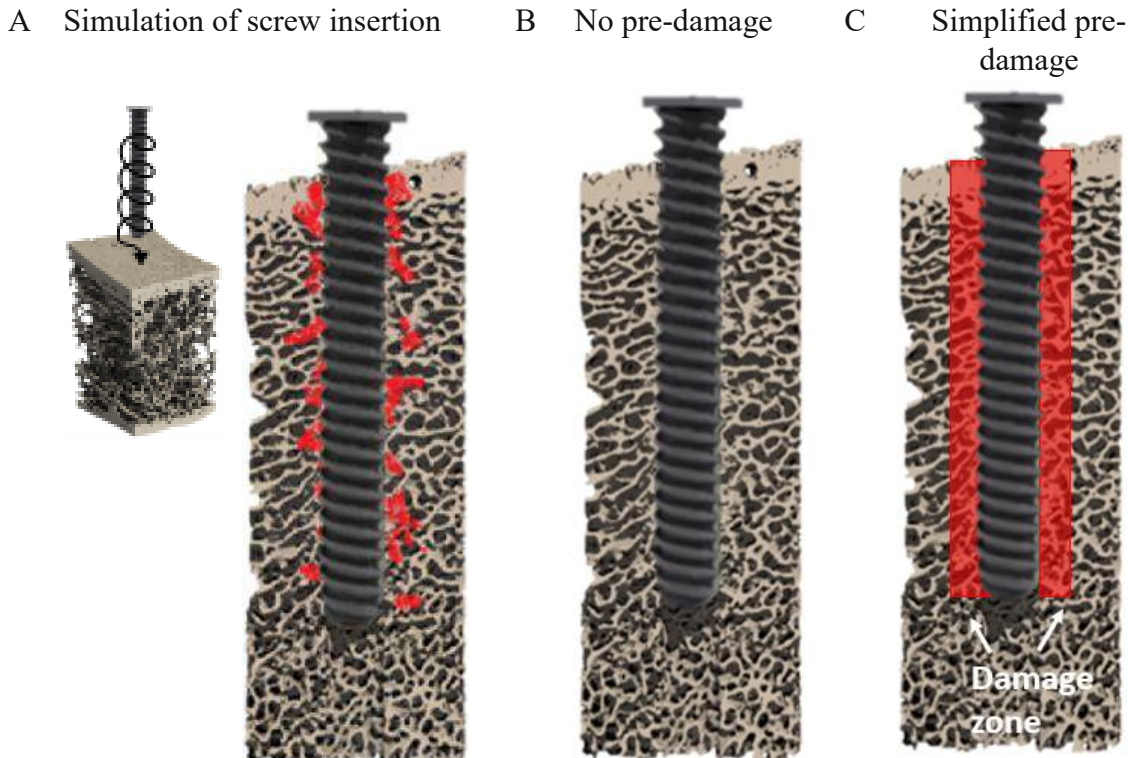 A Simulation of screw insertion
B No pre-damage
C Simplified pre-
damage
Damage
zone